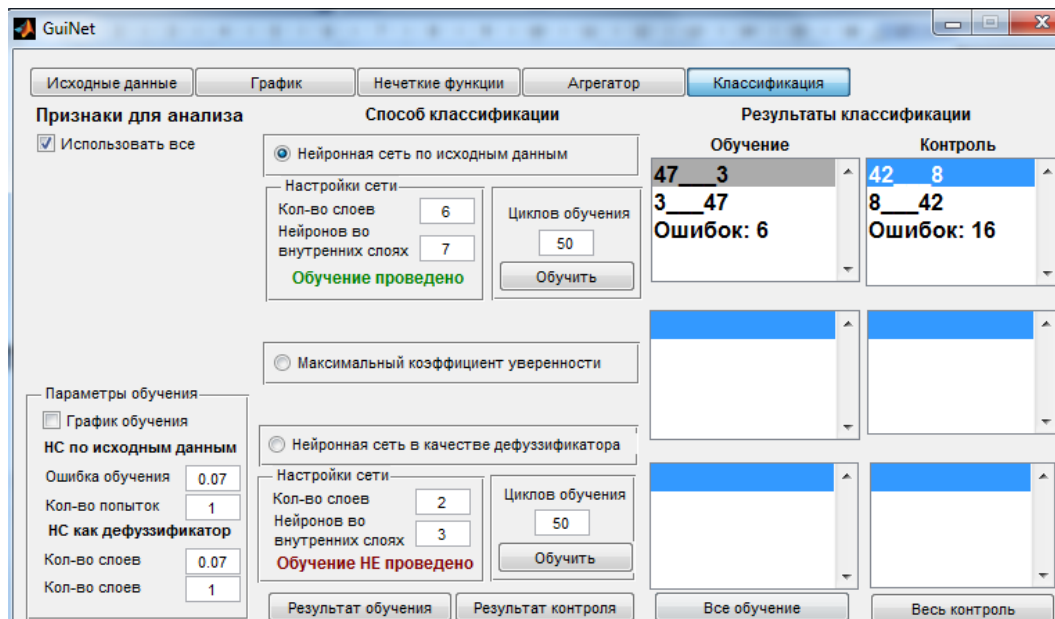 GuiNet
Исходные данные
График
Нечеткие функции
Агрегатор
Классификация
Признаки для анализа
Использовать все
Способ классификации
Нейронная сеть по исходным данным
Настройки сети
Кол-во слоев 6
Нейронов во
внутренних слоях 7
Обучение проведено
Циклов обучения
50
Обучить
Максимальный коэффициент уверенности
Нейронная сеть в качестве дефуззификатора
Настройки сети
Кол-во слоев 2
Нейронов во
внутренних слоях 3
Обучение НЕ проведено
Циклов обучения
50
Обучить
Результат обучения
Результат контроля
Параметры обучения
График обучения
НС по исходным данным
Ошибка обучения 0.07
Кол-во попыток 1
НС как дефуззификатор
Кол-во слоев 0.07
Кол-во слоев 1
Результаты классификации
Обучение
47___3
3___47
Ошибок: 6
Контроль
42___8
8___42
Ошибок: 16
Все обучение
Весь контроль